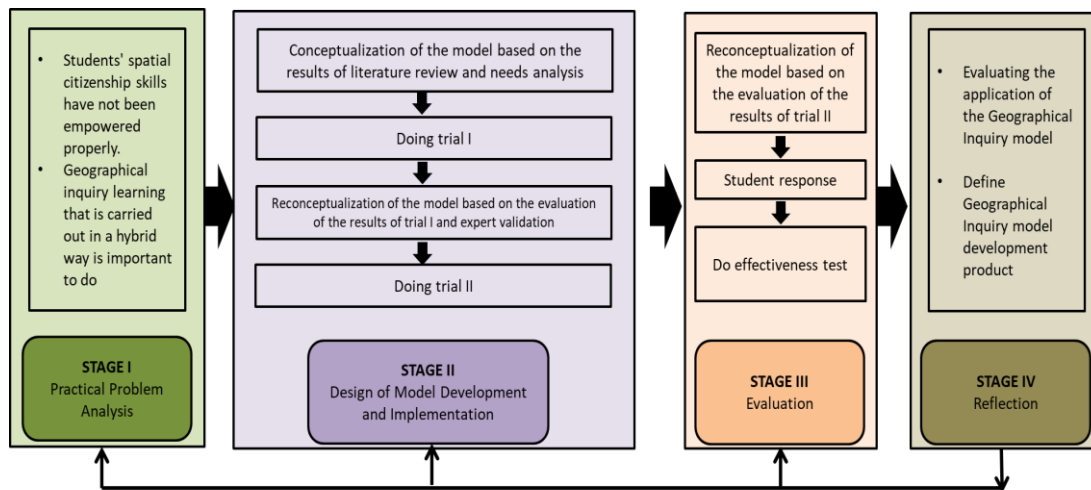 • Students' spatial
citizenship skills
have not been
empowered
properly.
• Geographical
inquiry learning
that is carried
out in a hybrid
way is important
to do
STAGE I
Practical Problem
Analysis
Conceptualization of the model based on the
results of literature review and needs analysis
Doing trial I
Reconceptualization of the model based on the evaluation
of the results of trial I and expert validation
Doing trial II
STAGE II
Design of Model Development
and Implementation
Reconceptualization of
the model based on
the evaluation of the
results of trial II
Student response
Do effectiveness test
STAGE III
Evaluation
• Evaluating the
application of
the Geographical
Inquiry model
• Define
Geographical
Inquiry model
development
product
STAGE IV
Reflection